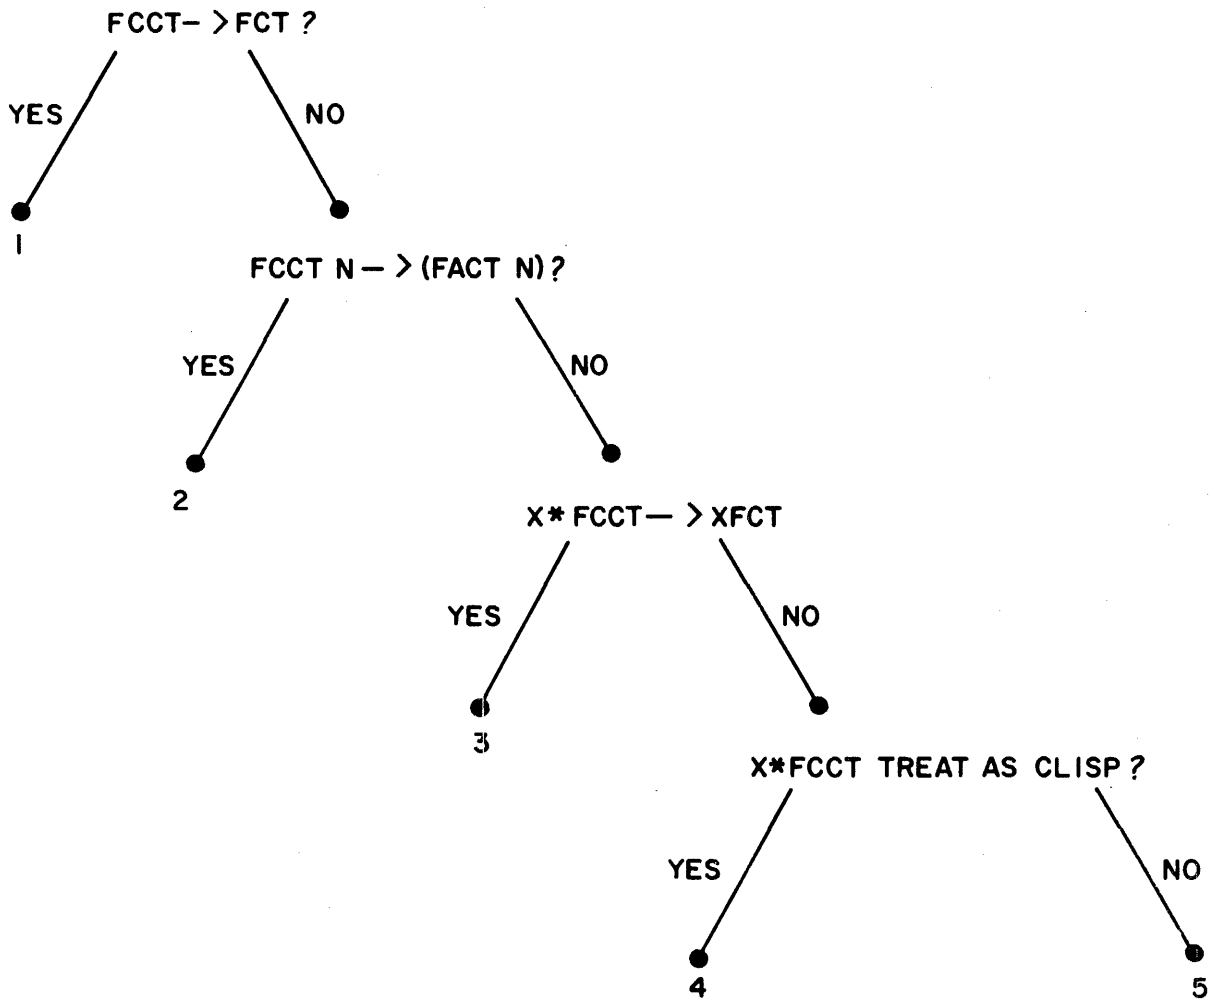 FCCT- >FCT ?
YES
NO
1
FCCT N- >(FACT N)?
YES
NO
2
X*FCCT- >XFCT
YES
NO
3
X*FCCT TREAT AS CLISP ?
YES
NO
4
5